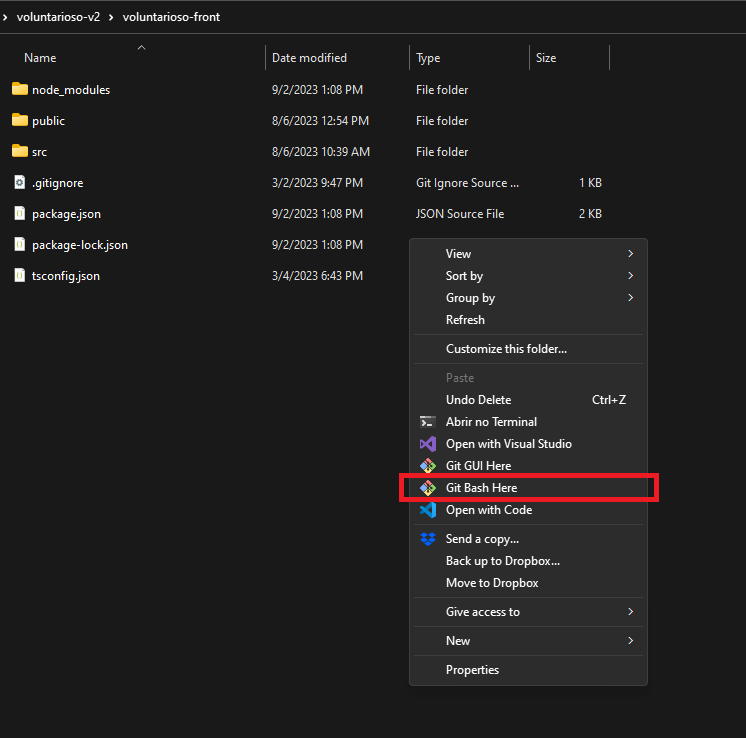 voluntarioso-v2 > voluntarioso-front
Name Date modified Type Size
node_modules 9/2/2023 1:08 PM File folder
public 8/6/2023 12:54 PM File folder
src 8/6/2023 10:39 AM File folder
.gitignore 3/2/2023 9:47 PM Git Ignore Source ... 1 KB
package.json 9/2/2023 1:08 PM JSON Source File 2 KB
package-lock.json 9/2/2023 1:08 PM
tsconfig.json 3/4/2023 6:43 PM
View
Sort by
Group by
Refresh
Customize this folder...
Paste
Undo Delete Ctrl+Z
Abrir no Terminal
Open with Visual Studio
Git GUI Here
Git Bash Here
Open with Code
Send a copy...
Back up to Dropbox...
Move to Dropbox
Give access to
New
Properties